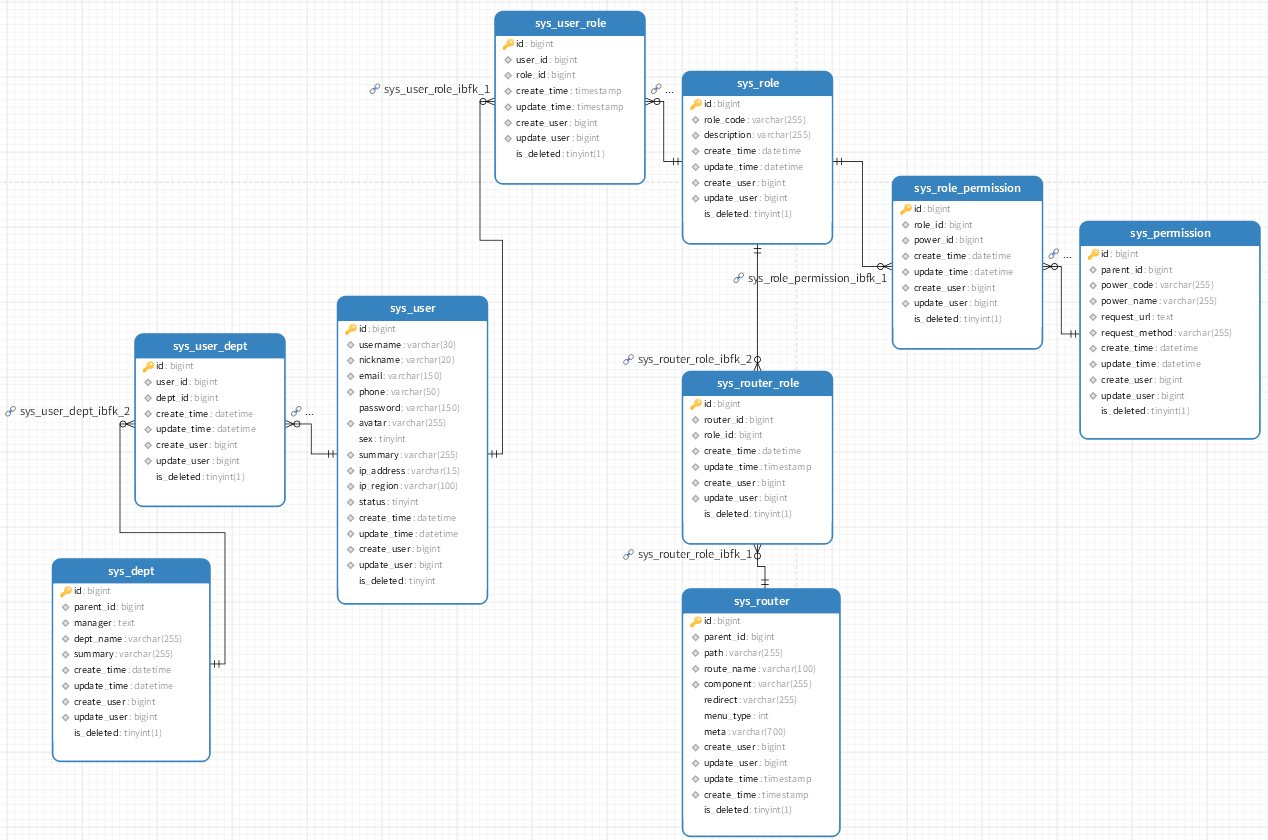 sys_user_role
id: bigint
user_id: bigint
role_id: bigint
create_time: timestamp
update_time: timestamp
create_user: bigint
update_user: bigint
is_deleted: tinyint(1)
sys_user_role_ibfk_1
...
sys_role
id: bigint
role_code: varchar(255)
description: varchar(255)
create_time: datetime
update_time: datetime
create_user: bigint
update_user: bigint
is_deleted: tinyint(1)
sys_role_permission
id: bigint
role_id: bigint
power_id: bigint
create_time: datetime
update_time: datetime
create_user: bigint
update_user: bigint
is_deleted: tinyint(1)
sys_role_permission_ibfk_1
...
sys_permission
id: bigint
parent_id: bigint
power_code: varchar(255)
power_name: varchar(255)
request_url: text
request_method: varchar(255)
create_time: datetime
update_time: datetime
create_user: bigint
update_user: bigint
is_deleted: tinyint(1)
sys_user
id: bigint
username: varchar(30)
nickname: varchar(20)
email: varchar(150)
phone: varchar(50)
password: varchar(150)
avatar: varchar(255)
sex: tinyint
summary: varchar(255)
ip_address: varchar(15)
ip_region: varchar(100)
status: tinyint
create_time: datetime
update_time: datetime
create_user: bigint
update_user: bigint
is_deleted: tinyint
sys_user_dept
id: bigint
user_id: bigint
dept_id: bigint
create_time: datetime
update_time: datetime
create_user: bigint
update_user: bigint
is_deleted: tinyint(1)
sys_user_dept_ibfk_2
...
sys_router_role_ibfk_2
sys_router_role
id: bigint
router_id: bigint
role_id: bigint
create_time: datetime
update_time: timestamp
create_user: bigint
update_user: bigint
is_deleted: tinyint(1)
sys_router_role_ibfk_1
sys_dept
id: bigint
parent_id: bigint
manager: text
dept_name: varchar(255)
summary: varchar(255)
create_time: datetime
update_time: datetime
create_user: bigint
update_user: bigint
is_deleted: tinyint(1)
sys_router
id: bigint
parent_id: bigint
path: varchar(255)
route_name: varchar(100)
component: varchar(255)
redirect: varchar(255)
menu_type: int
meta: varchar(700)
create_user: bigint
update_user: bigint
update_time: timestamp
create_time: timestamp
is_deleted: tinyint(1)